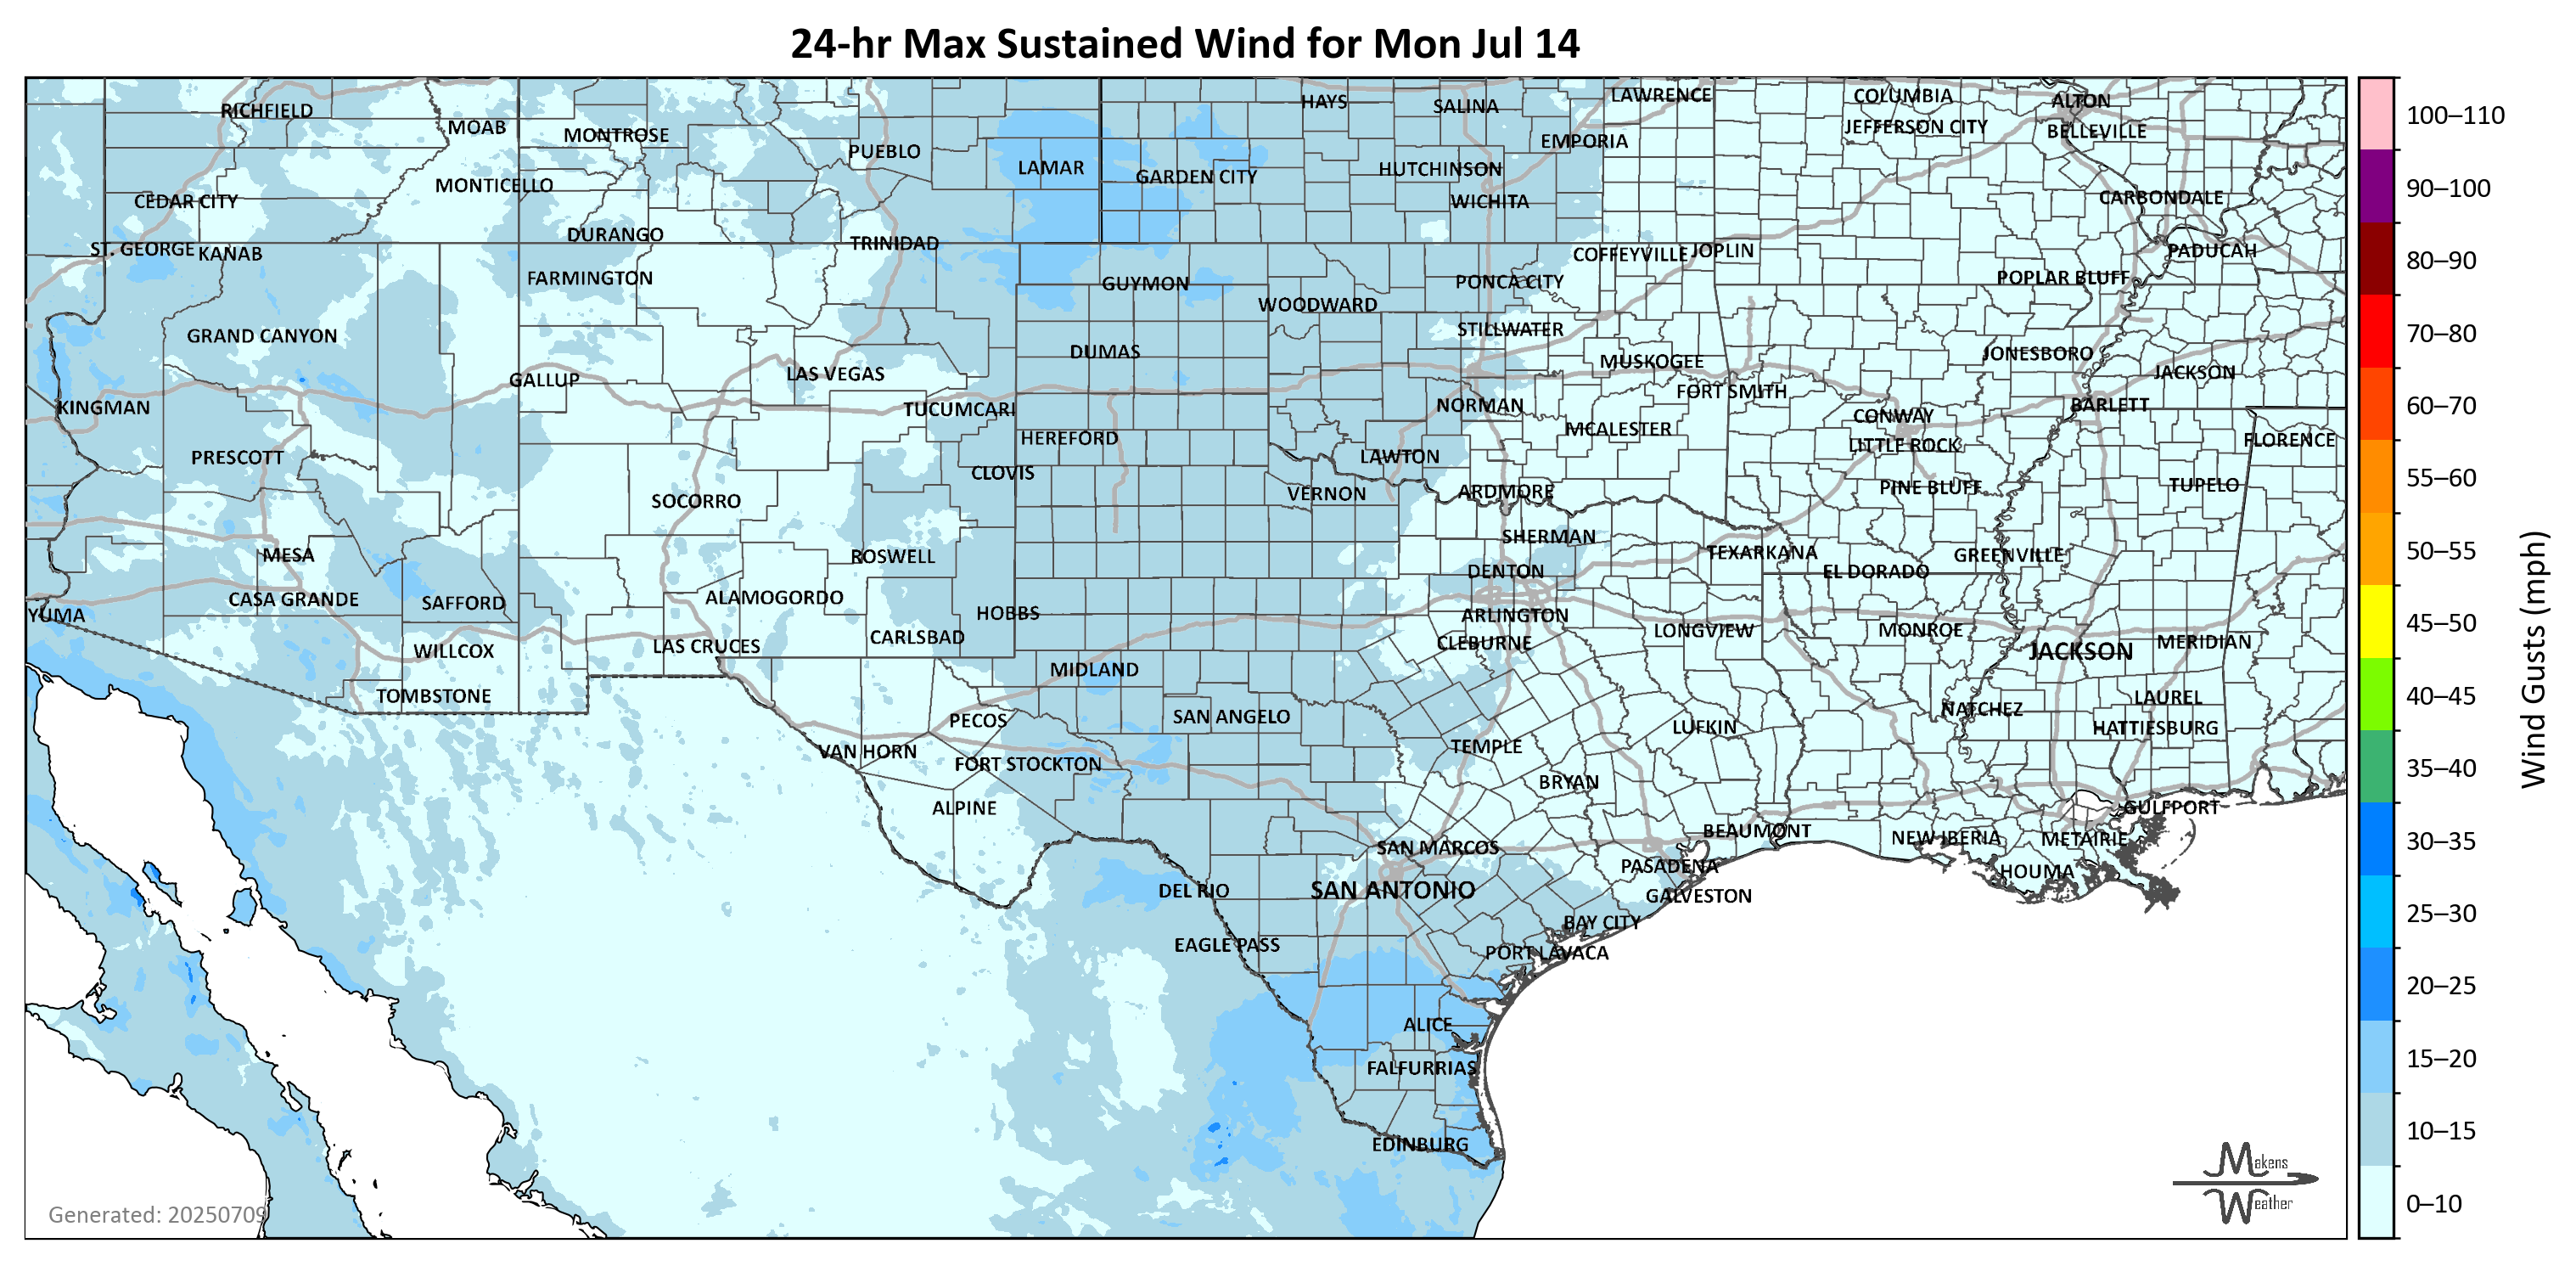 24-hr Max Sustained Wind for Mon Jul 14
RICHFIELD
MOAB
MONTROSE
PUEBLO
LAMAR
GARDEN CITY
HAYS
SALINA
HUTCHINSON
WICHITA
EMPORIA
LAWRENCE
COLUMBIA
JEFFERSON CITY
ALTON
BELLEVILLE
CARBONDALE
CEDAR CITY
MONTICELLO
ST. GEORGE
KANAB
DURANGO
TRINIDAD
FARMINGTON
GUYMON
WOODWARD
PONCA CITY
COFFEYVILLE
JOPLIN
POPLAR BLUFF
PADUCAH
GRAND CANYON
STILLWATER
DUMAS
MUSKOGEE
JONESBORO
JACKSON
GALLUP
LAS VEGAS
FORT SMITH
KINGMAN
TUCUMCARI
NORMAN
CONWAY
BARLETT
HEREFORD
MCALESTER
LITTLE ROCK
FLORENCE
PRESCOTT
CLOVIS
LAWTON
SOCORRO
VERNON
ARDMORE
PINE BLUFF
TUPELO
MESA
ROSWELL
SHERMAN
TEXARKANA
GREENVILLE
DENTON
EL DORADO
CASA GRANDE
SAFFORD
ALAMOGORDO
HOBBS
ARLINGTON
YUMA
CARLSBAD
CLEBURNE
LONGVIEW
MONROE
JACKSON
MERIDIAN
WILLCOX
LAS CRUCES
MIDLAND
TOMBSTONE
LAUREL
PECOS
SAN ANGELO
LUFKIN
NATCHEZ
HATTIESBURG
VAN HORN
FORT STOCKTON
TEMPLE
BRYAN
ALPINE
GULFPORT
SAN MARCOS
BEAUMONT
NEW IBERIA
METAIRIE
PASADENA
HOUMA
DEL RIO
SAN ANTONIO
GALVESTON
BAY CITY
EAGLE PASS
PORT LAVACA
ALICE
FALFURRIAS
EDINBURG
Generated: 20250709
Makens
Weather
100–110
90–100
80–90
70–80
60–70
55–60
50–55
45–50
40–45
35–40
30–35
25–30
20–25
15–20
10–15
0–10
Wind Gusts (mph)